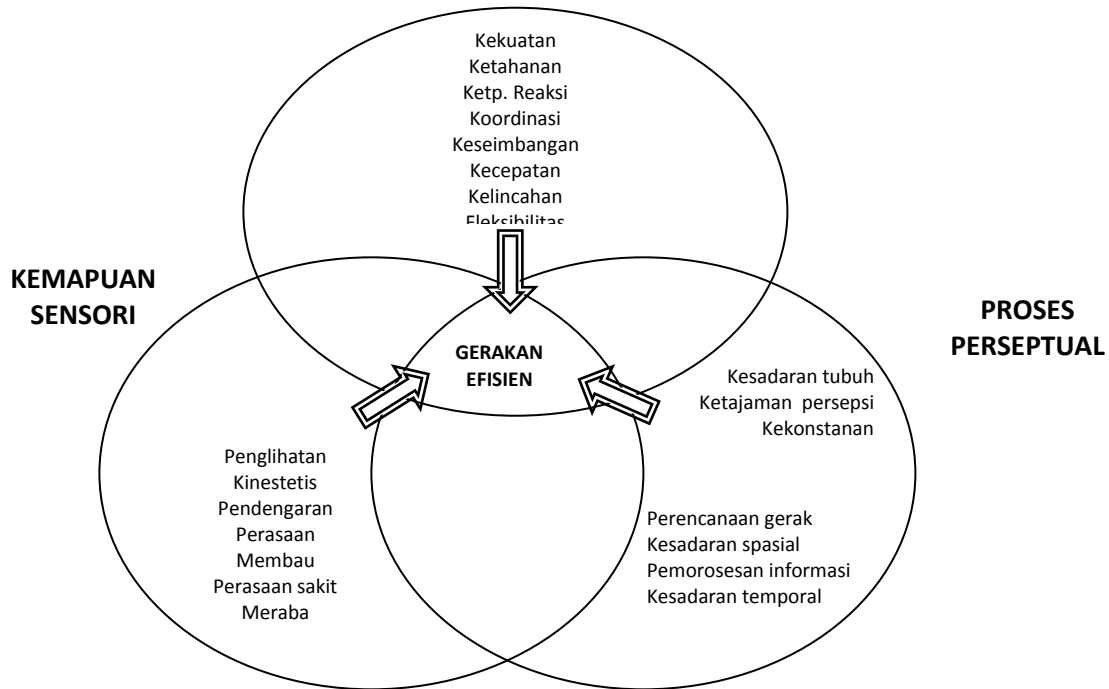 Kekuatan
Ketahanan
Ketp. Reaksi
Koordinasi
Keseimbangan
Kecepatan
Kelincahan
Fleksibilitas
KEMAPUAN
SENSORI
PROSES
PERSEPTUAL
GERAKAN
EFISIEN
Kesadaran tubuh
Ketajaman persepsi
Kekonstanan
Penglihatan
Kinestetis
Pendengaran
Perasaan
Membau
Perasaan sakit
Meraba
Perencanaan gerak
Kesadaran spasial
Pemorosesan informasi
Kesadaran temporal